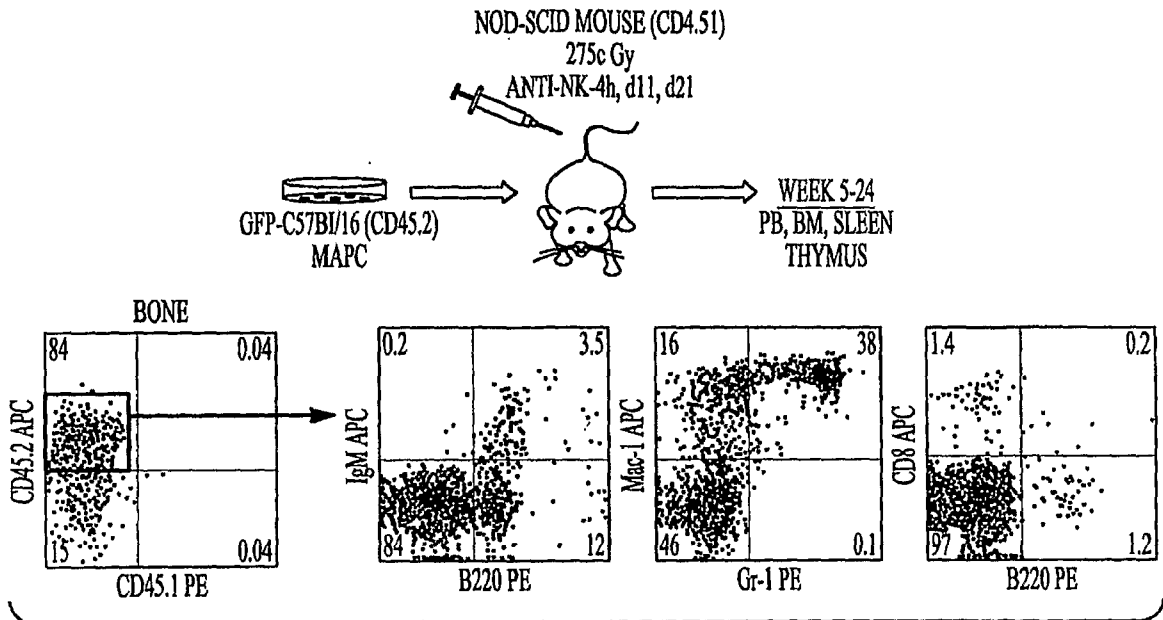 NOD-SCID MOUSE (CD4.51)
275c Gy
ANTI-NK-4h, d11, d21
GFP-C57BI/16 (CD45.2)
MAPC
WEEK 5-24
PB, BM, SLEEN
THYMUS
BONE
84
0.04
15
0.04
CD45.2 APC
CD45.1 PE
0.2
3.5
84
12
IgM APC
B220 PE
16
38
46
0.1
Mac-1 APC
Gr-1 PE
1.4
0.2
97
1.2
CD8 APC
B220 PE